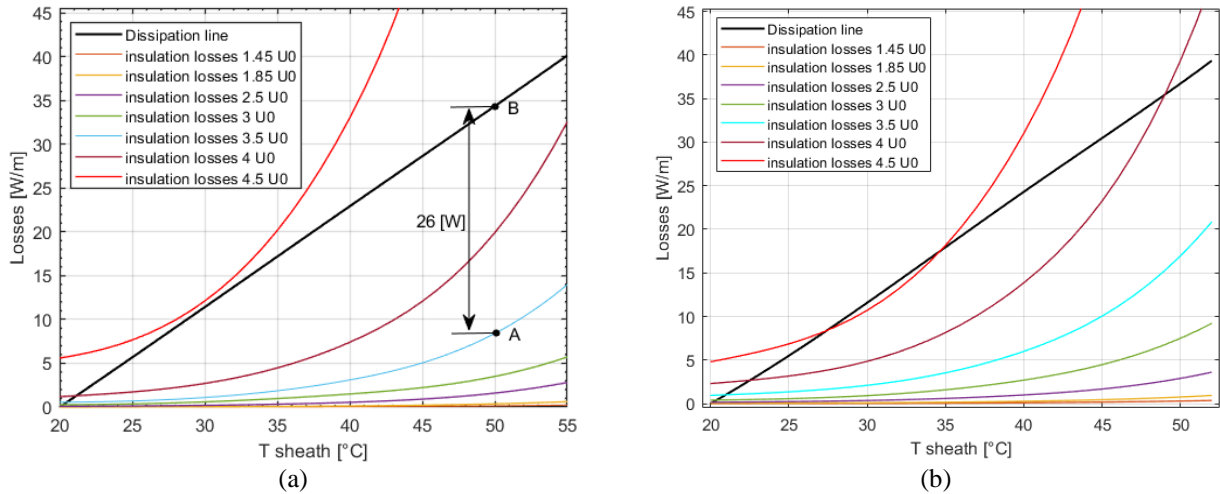 45
40
35
30
25
20
15
10
5
0
Losses [W/m]
Dissipation line
insulation losses 1.45 U0
insulation losses 1.85 U0
insulation losses 2.5 U0
insulation losses 3 U0
insulation losses 3.5 U0
insulation losses 4 U0
insulation losses 4.5 U0
B
26 [W]
A
20 25 30 35 40 45 50 55
T sheath [°C]
(a)
45
40
35
30
25
20
15
10
5
0
Losses [W/m]
Dissipation line
insulation losses 1.45 U0
insulation losses 1.85 U0
insulation losses 2.5 U0
insulation losses 3 U0
insulation losses 3.5 U0
insulation losses 4 U0
insulation losses 4.5 U0
20 25 30 35 40 45 50
T sheath [°C]
(b)